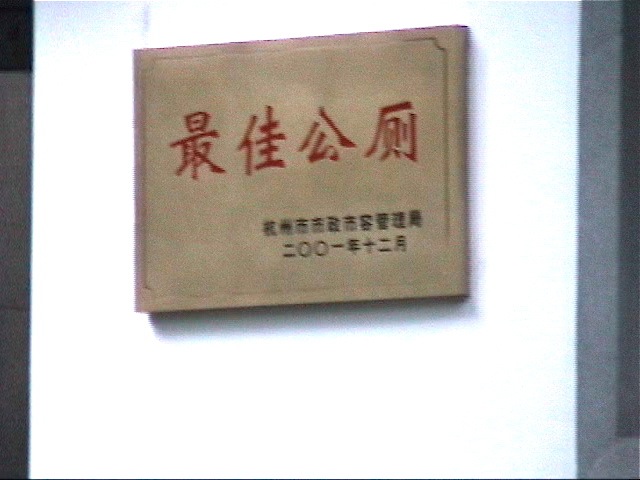 最佳公厕
杭州市市政市容管理局
二〇〇一年十二月